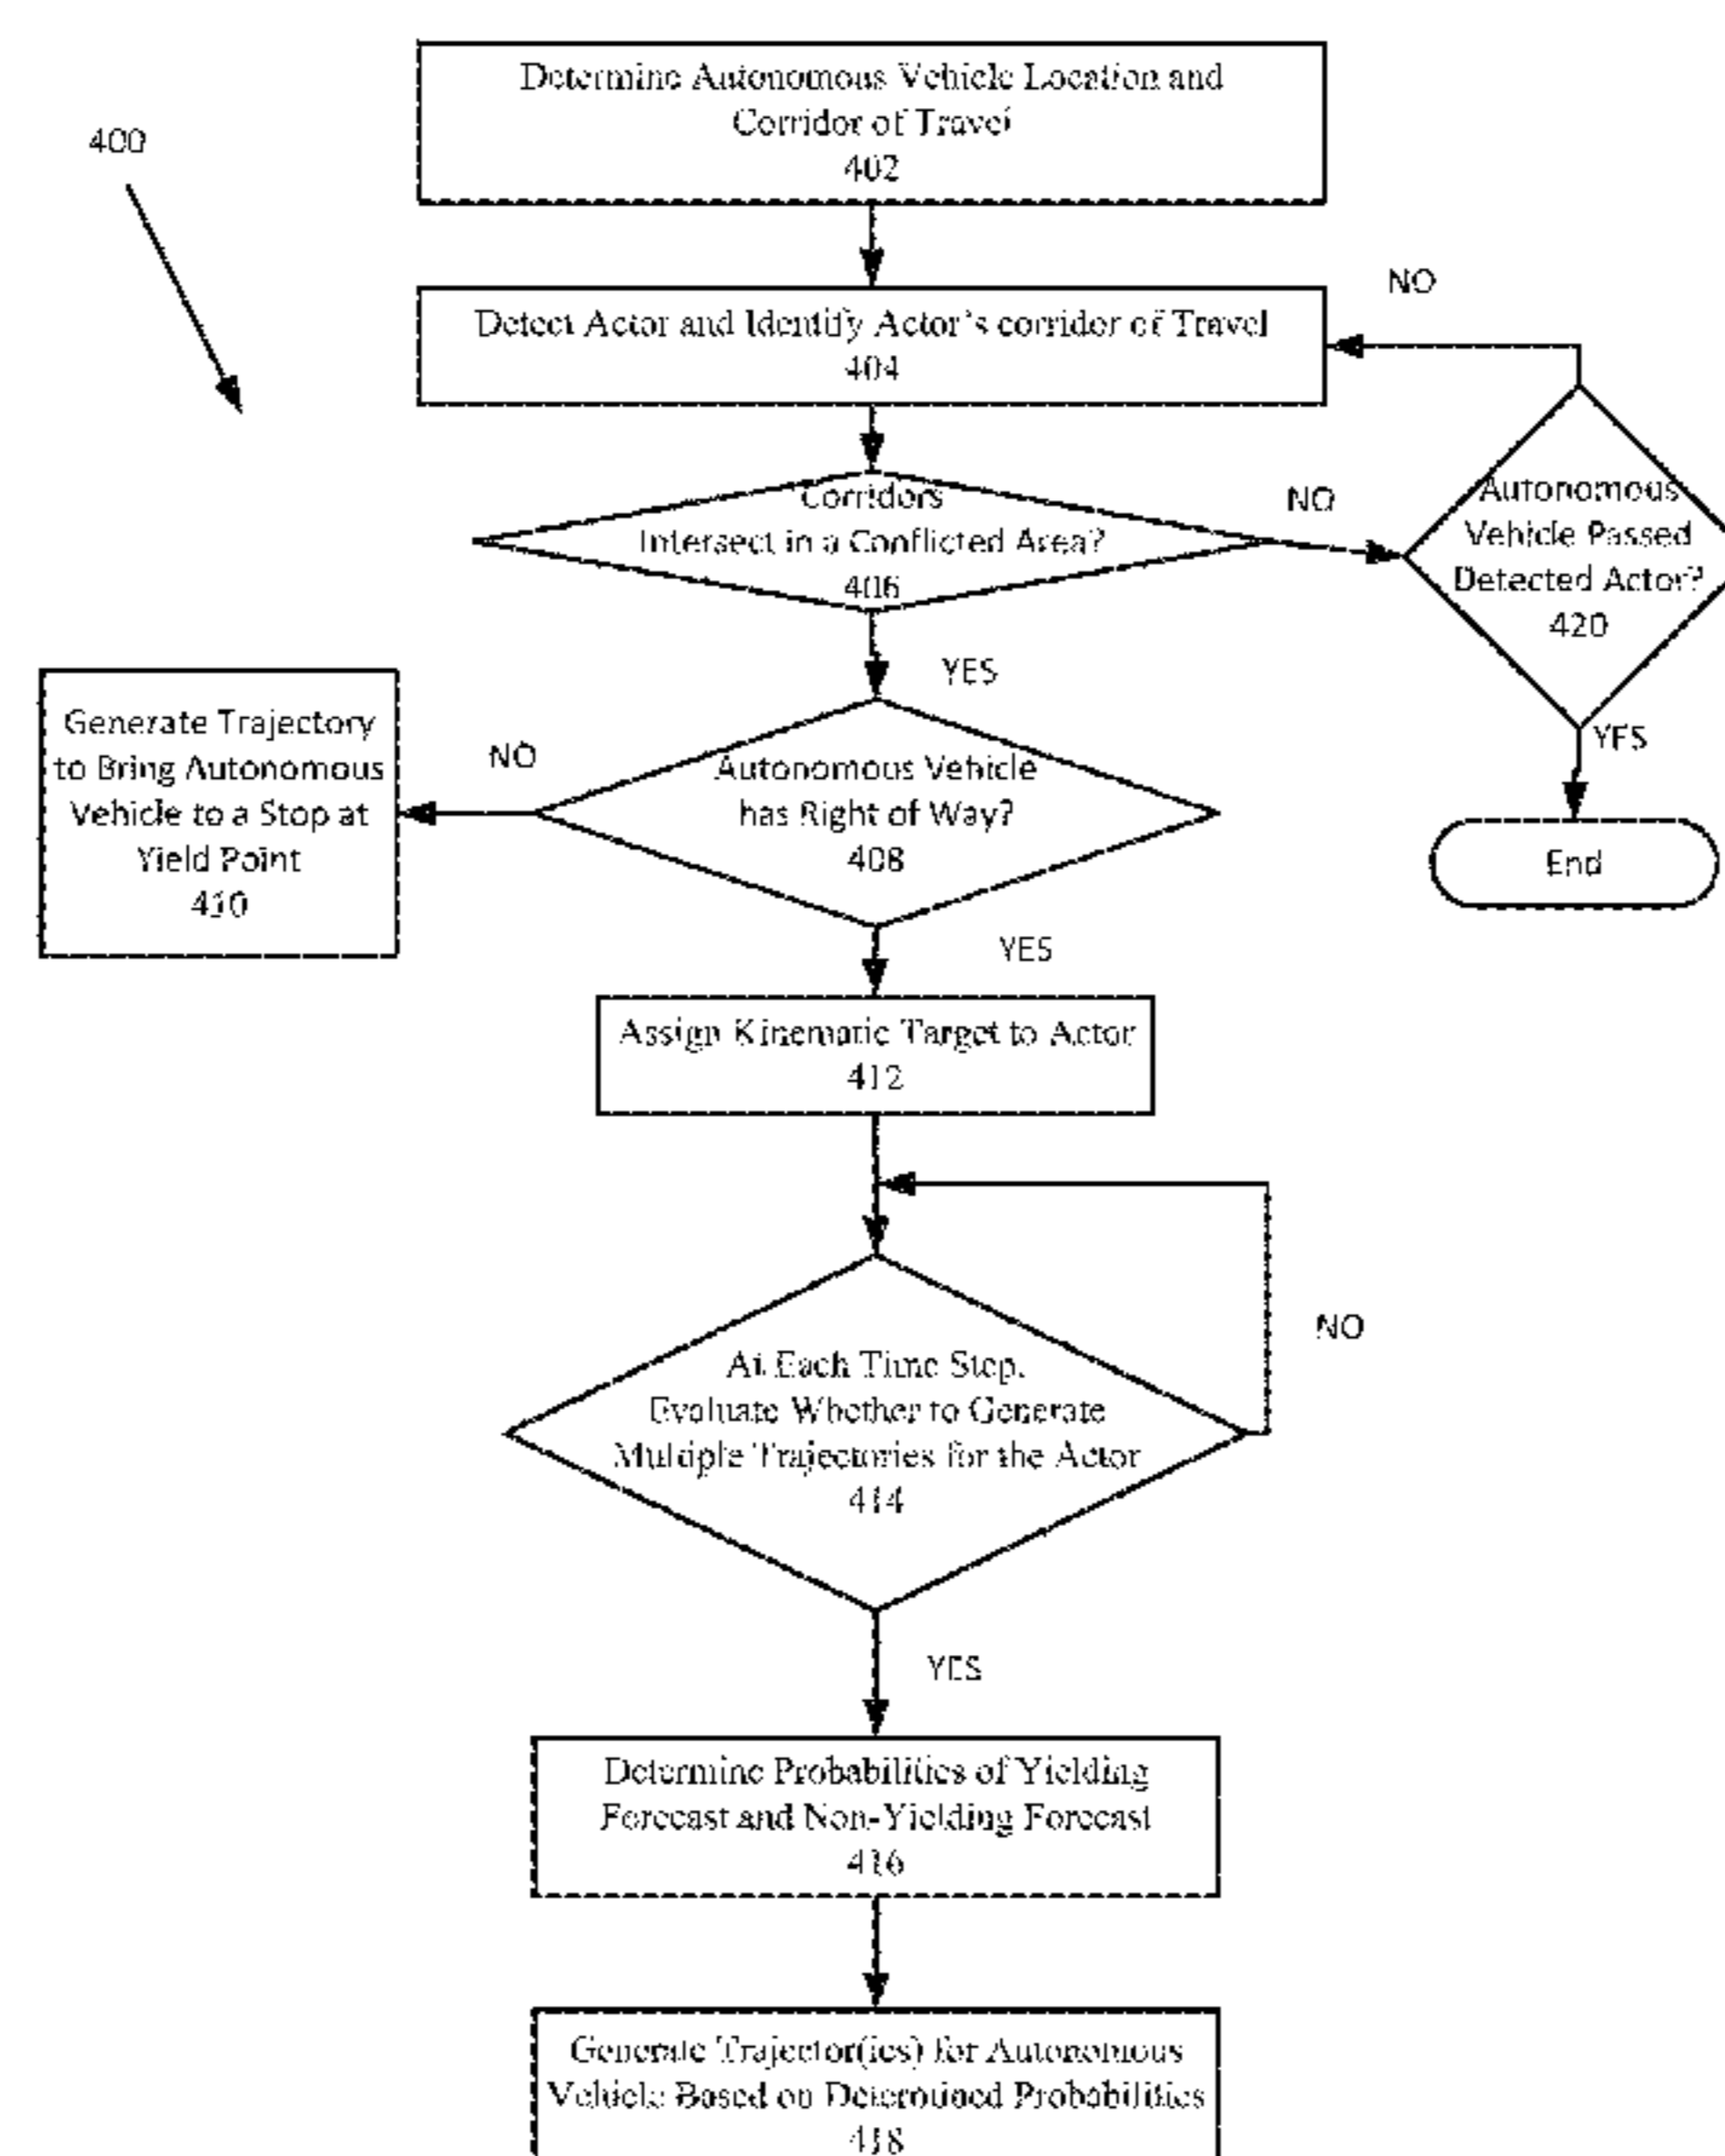 Determine Autonomous Vehicle Location and
Corridor of Travel
402
400
NO
Detect Actor and Identify Actor's corridor of Travel
404
Corridors
Intersect in a Conflicted Area?
406
NO
Autonomous
Vehicle Passed
Detected Actor?
420
YES
YES
End
Generate Trajectory
to Bring Autonomous
Vehicle to a Stop at
Yield Point
410
NO
Autonomous Vehicle
has Right of Way?
408
YES
Assign Kinematic Target to Actor
412
NO
At Each Time Step,
Evaluate Whether to Generate
Multiple Trajectories for the Actor
414
YES
Determine Probabilities of Yielding
Forecast and Non-Yielding Forecast
416
Generate Trajector(ies) for Autonomous
Vehicle Based on Determined Probabilities
418